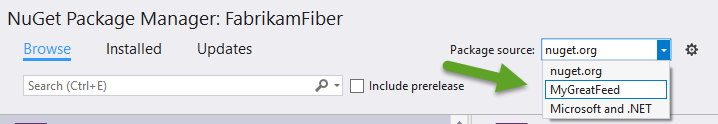 NuGet Package Manager: FabrikamFiber
Browse Installed Updates
Package source: nuget.org
nuget.org
MyGreatFeed
Microsoft and .NET
Search (Ctrl+E) Include prerelease